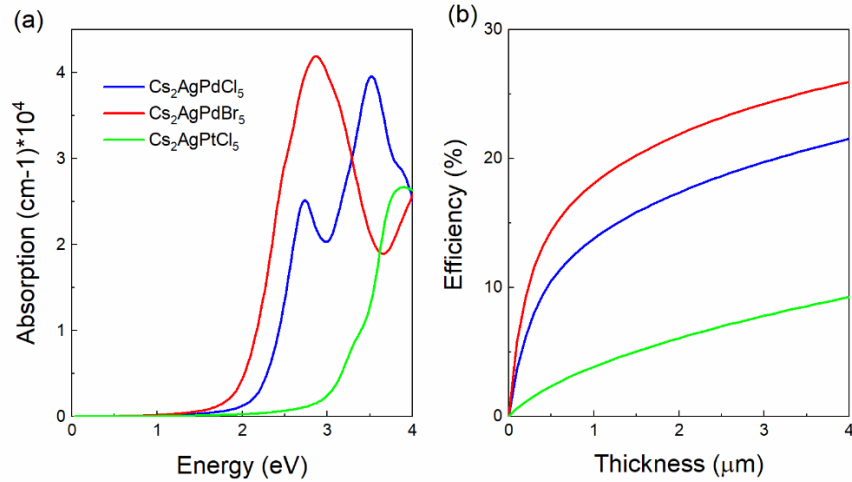 (a)
Absorption (cm-1)*10⁴
4
3
2
1
0
Cs₂AgPdCl₅
Cs₂AgPdBr₅
Cs₂AgPtCl₅
0 1 2 3 4
Energy (eV)
(b)
Efficiency (%)
30
20
10
0
0 1 2 3 4
Thickness (μm)